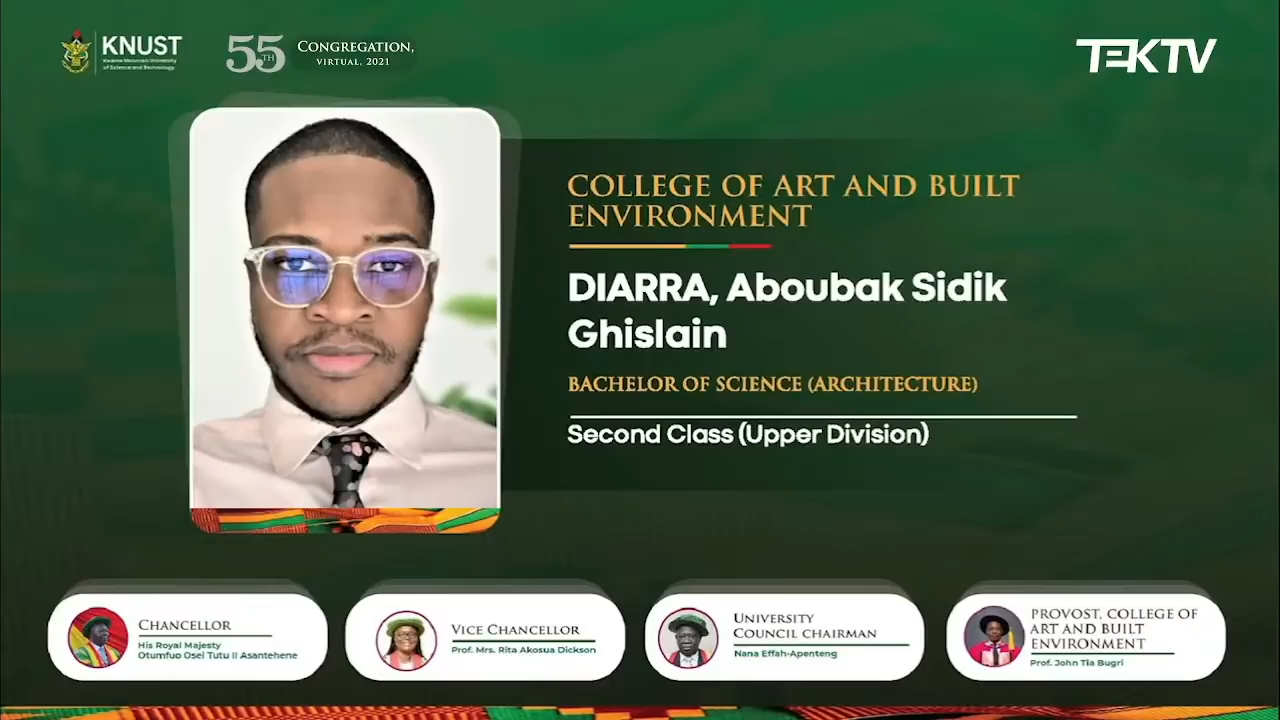 KNUST
Kwame Nkrumah University
of Science and Technology
55TH
CONGREGATION,
VIRTUAL, 2021
TEKTV
COLLEGE OF ART AND BUILT
ENVIRONMENT
DIARRA, Aboubak Sidik
Ghislain
BACHELOR OF SCIENCE (ARCHITECTURE)
Second Class (Upper Division)
CHANCELLOR
His Royal Majesty
Otumfuo Osei Tutu II Asantehene
VICE CHANCELLOR
Prof. Mrs. Rita Akosua Dickson
UNIVERSITY
COUNCIL CHAIRMAN
Nana Effah-Apenteng
PROVOST, COLLEGE OF
ART AND BUILT
ENVIRONMENT
Prof. John Tia Bugri